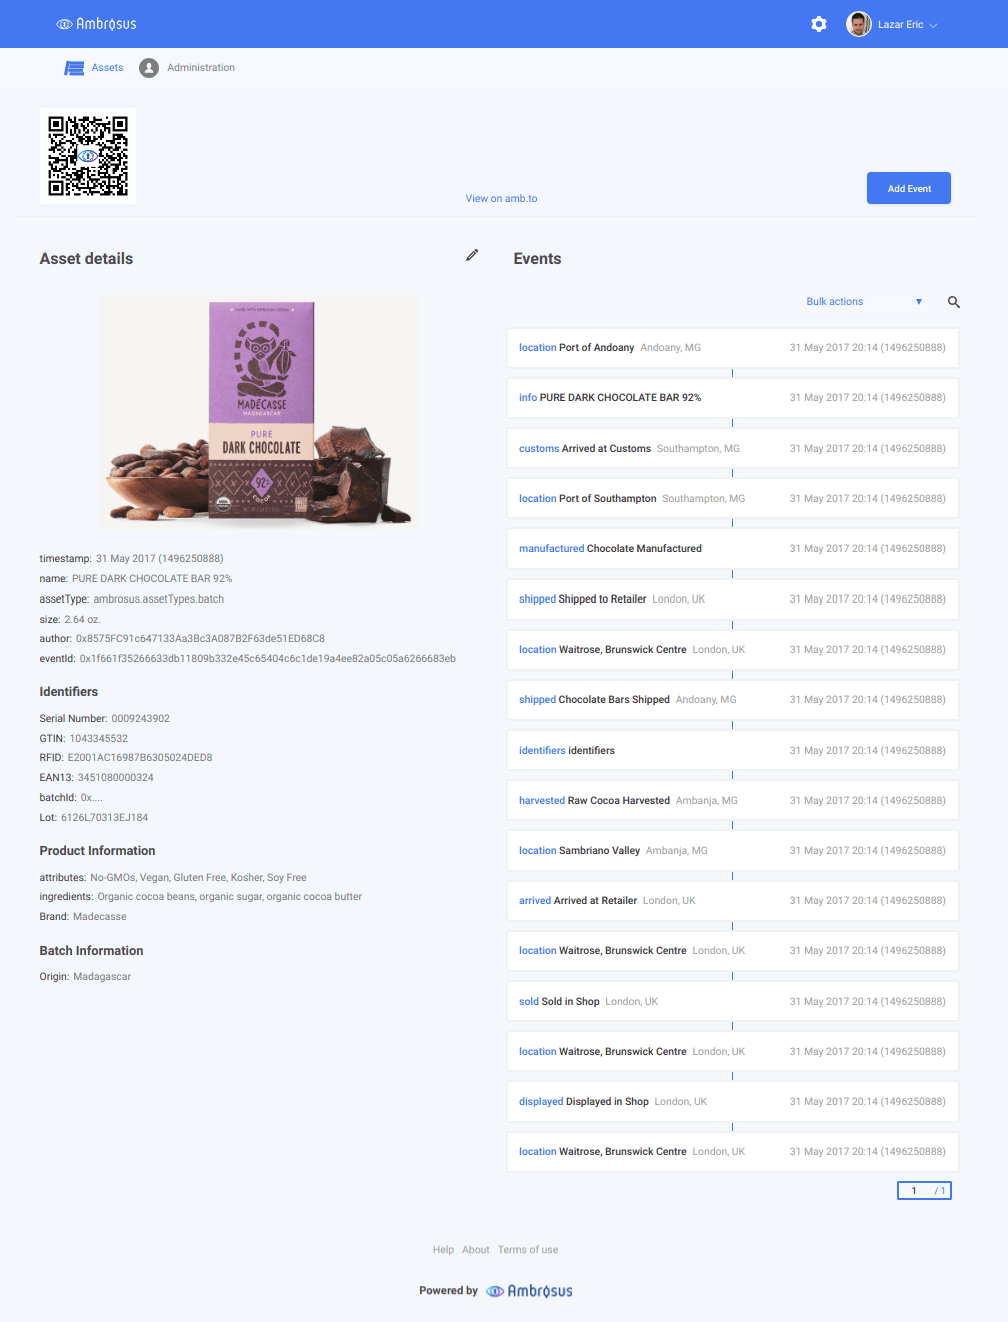 Ambrosus
Lazar Eric
Assets
Administration
View on amb.to
Add Event
Asset details
MADÉCASSE
MADAGASCAR
PURE
DARK CHOCOLATE
92%
COCOA
timestamp: 31 May 2017 (1496250888)
name: PURE DARK CHOCOLATE BAR 92%
assetType: ambrosus.assetTypes.batch
size: 2.64 oz.
author: 0x8575FC91c647133Aa3Bc3A087B2F63de51ED68C8
eventId: 0x1f661f35266633db11809b332e45c65404c6c1de19a4ee82a05c05a6266683eb
Identifiers
Serial Number: 0009243902
GTIN: 1043345532
RFID: E2001AC16987B6305024DED8
EAN13: 3451080000324
batchId: 0x....
Lot: 6126L70313EJ184
Product Information
attributes: No-GMOs, Vegan, Gluten Free, Kosher, Soy Free
ingredients: Organic cocoa beans, organic sugar, organic cocoa butter
Brand: Madecasse
Batch Information
Origin: Madagascar
Events
Bulk actions
location Port of Andoany Andoany, MG 31 May 2017 20:14 (1496250888)
info PURE DARK CHOCOLATE BAR 92% 31 May 2017 20:14 (1496250888)
customs Arrived at Customs Southampton, MG 31 May 2017 20:14 (1496250888)
location Port of Southampton Southampton, MG 31 May 2017 20:14 (1496250888)
manufactured Chocolate Manufactured 31 May 2017 20:14 (1496250888)
shipped Shipped to Retailer London, UK 31 May 2017 20:14 (1496250888)
location Waitrose, Brunswick Centre London, UK 31 May 2017 20:14 (1496250888)
shipped Chocolate Bars Shipped Andoany, MG 31 May 2017 20:14 (1496250888)
identifiers identifiers 31 May 2017 20:14 (1496250888)
harvested Raw Cocoa Harvested Ambanja, MG 31 May 2017 20:14 (1496250888)
location Sambriano Valley Ambanja, MG 31 May 2017 20:14 (1496250888)
arrived Arrived at Retailer London, UK 31 May 2017 20:14 (1496250888)
location Waitrose, Brunswick Centre London, UK 31 May 2017 20:14 (1496250888)
sold Sold in Shop London, UK 31 May 2017 20:14 (1496250888)
location Waitrose, Brunswick Centre London, UK 31 May 2017 20:14 (1496250888)
displayed Displayed in Shop London, UK 31 May 2017 20:14 (1496250888)
location Waitrose, Brunswick Centre London, UK 31 May 2017 20:14 (1496250888)
1 / 1
Help About Terms of use
Powered by Ambrosus